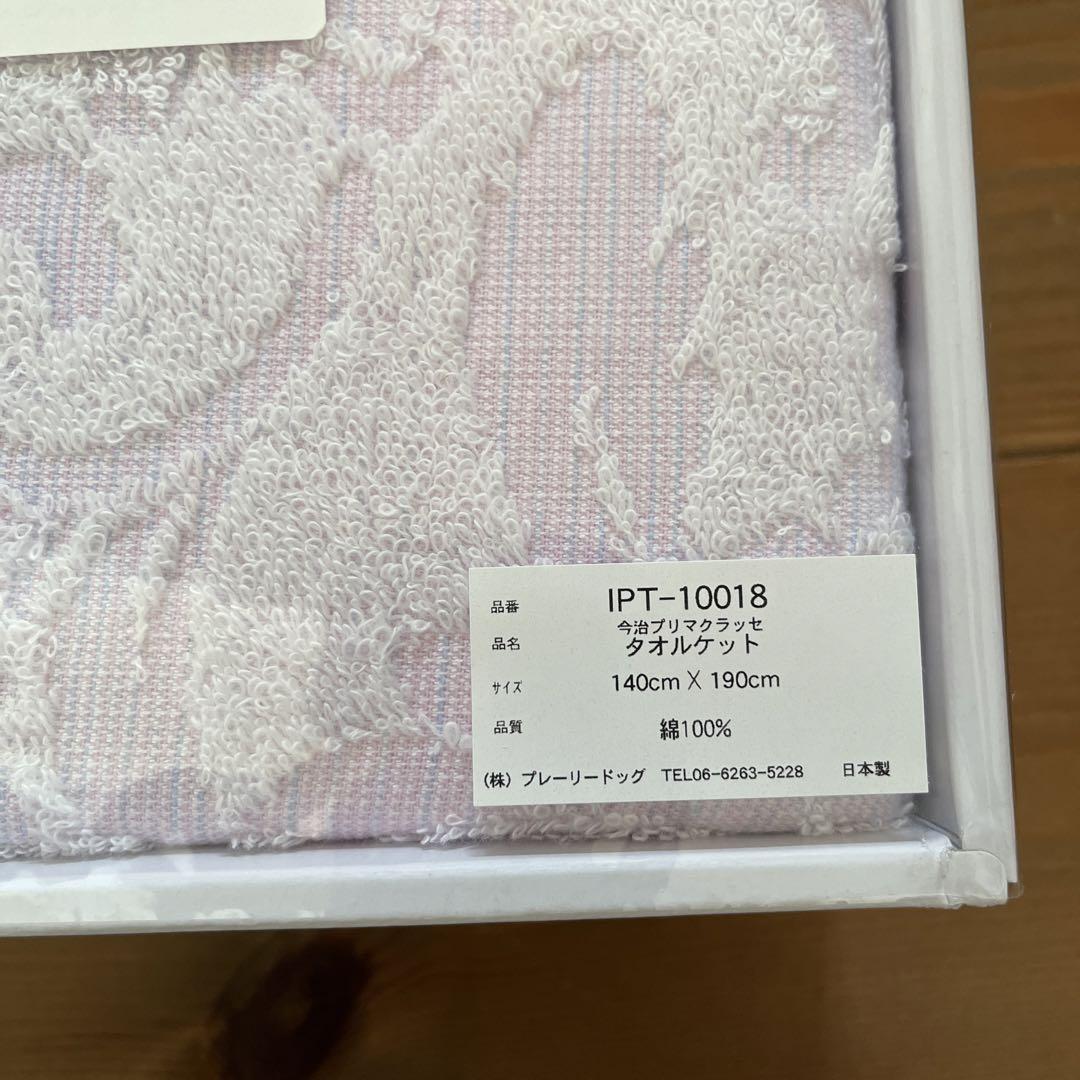 品番 IPT-10018
今治プリマクラッセ
品名 タオルケット
サイズ 140cm X 190cm
品質 綿100%
(株) プレーリードッグ TEL06-6263-5228 日本製